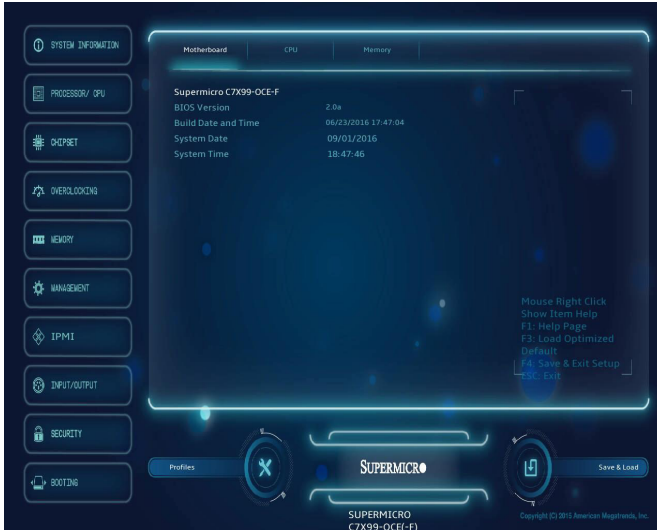 SYSTEM INFORMATION
PROCESSOR/ CPU
CHIPSET
OVERCLOCKING
MEMORY
MANAGEMENT
IPMI
INPUT/OUTPUT
SECURITY
BOOTING
Motherboard CPU Memory
Supermicro C7X99-OCE-F
BIOS Version 2.0a
Build Date and Time 06/23/2016 17:47:04
System Date 09/01/2016
System Time 18:47:46
Mouse Right Click
Show Item Help
F1: Help Page
F3: Load Optimized
Default
F4: Save & Exit Setup
ESC: Exit
Profiles
SUPERMICRO
Save & Load
SUPERMICRO
C7X99-OCE(-F)
Copyright (C) 2015 American Megatrends, Inc.